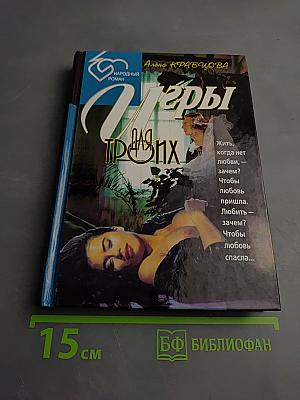 НАРОДНЫЙ
РОМАН
Алла КРАВЦОВА
Игры
ДЛЯ
ТРОИХ
Жить,
когда нет
любви, —
зачем?
Чтобы
любовь
пришла.
Любить —
зачем?
Чтобы
любовь
спасла...
15 см
БФ БИБЛИОФАН